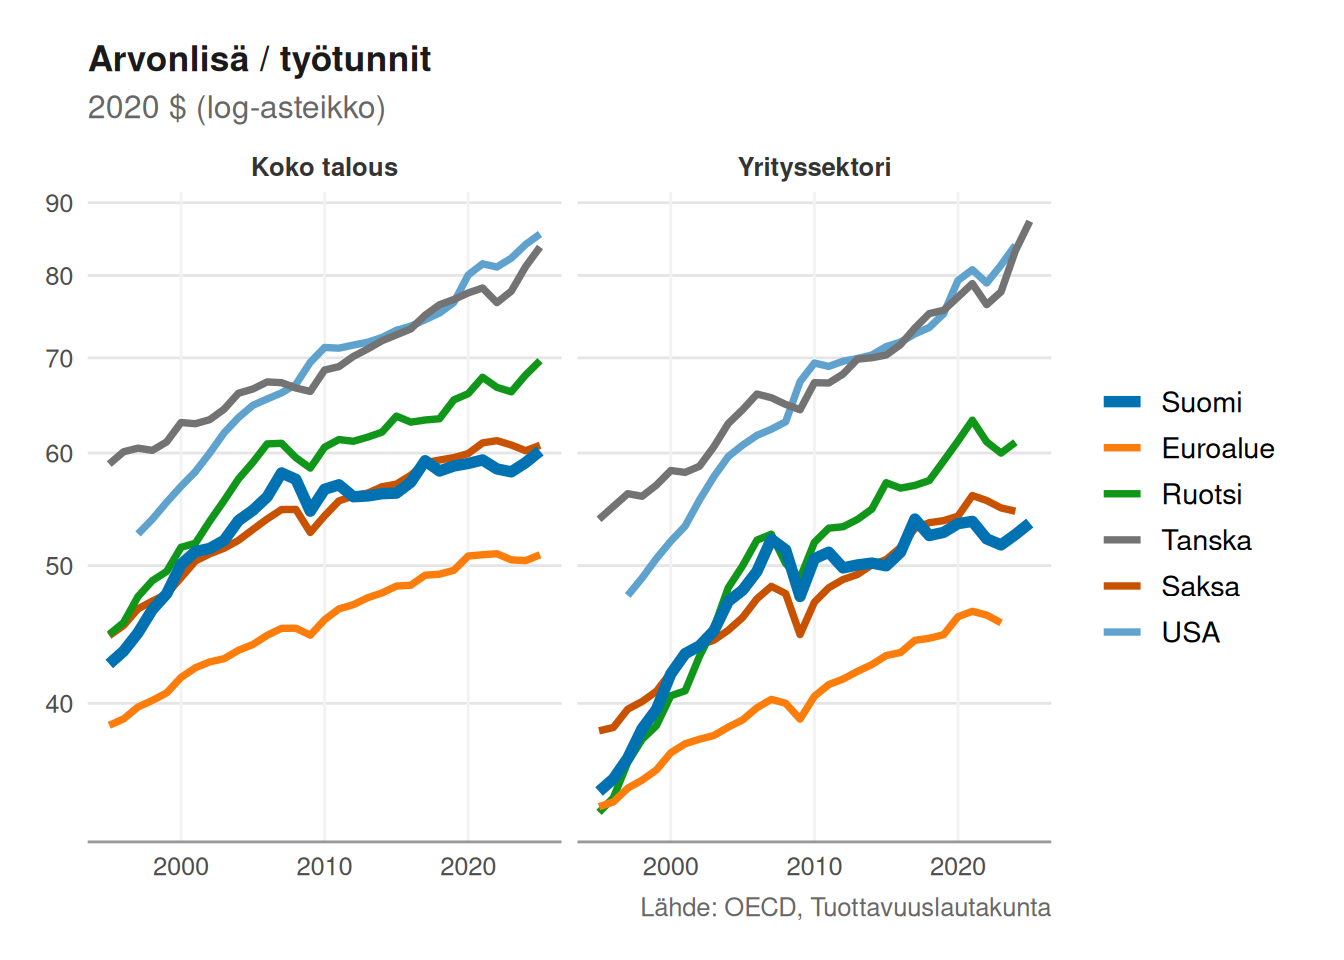 Arvonlisä / työtunnit
2020 $ (log-asteikko)
Koko talous
Yrityssektori
90
80
70
60
50
40
2000
2010
2020
2000
2010
2020
Suomi
Euroalue
Ruotsi
Tanska
Saksa
USA
Lähde: OECD, Tuottavuuslautakunta